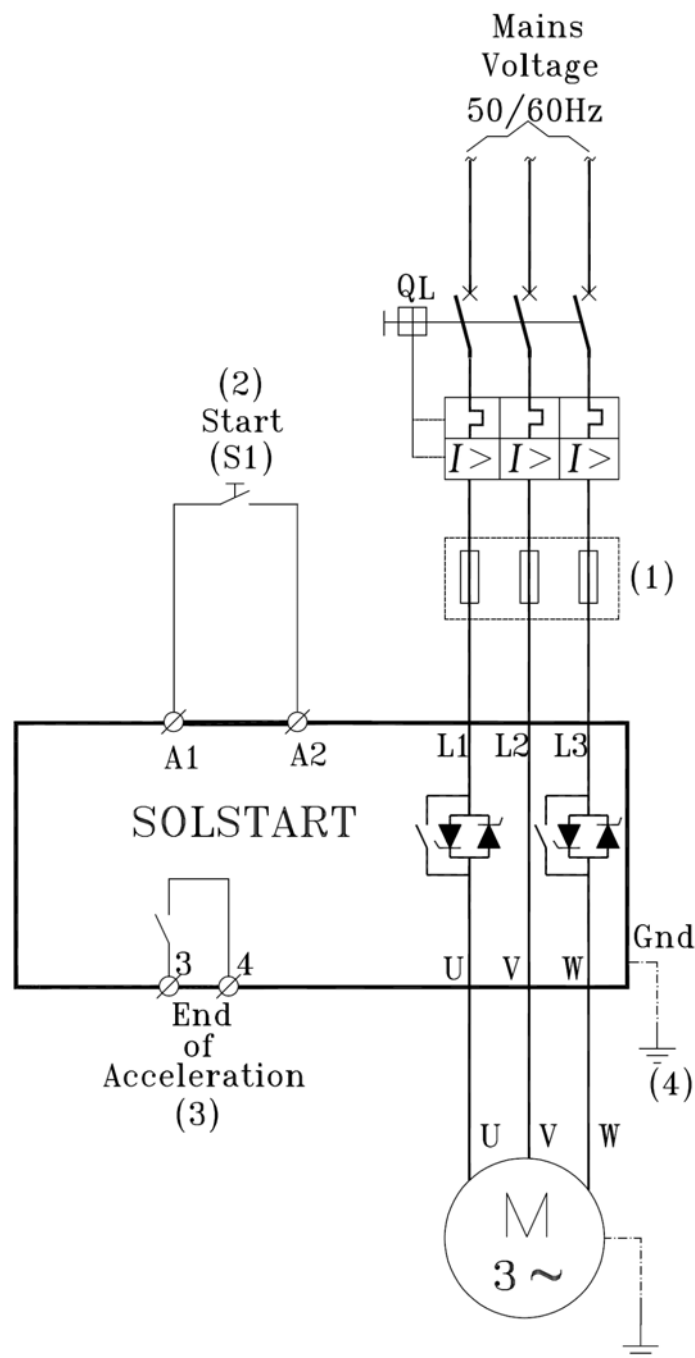 Mains
Voltage
50/60Hz
QL
(2)
Start
(S1)
I> I> I>
(1)
A1 A2
L1 L2 L3
SOLSTART
3 4
U V W
Gnd
End
of
Acceleration
(3)
(4)
U V W
M
3~